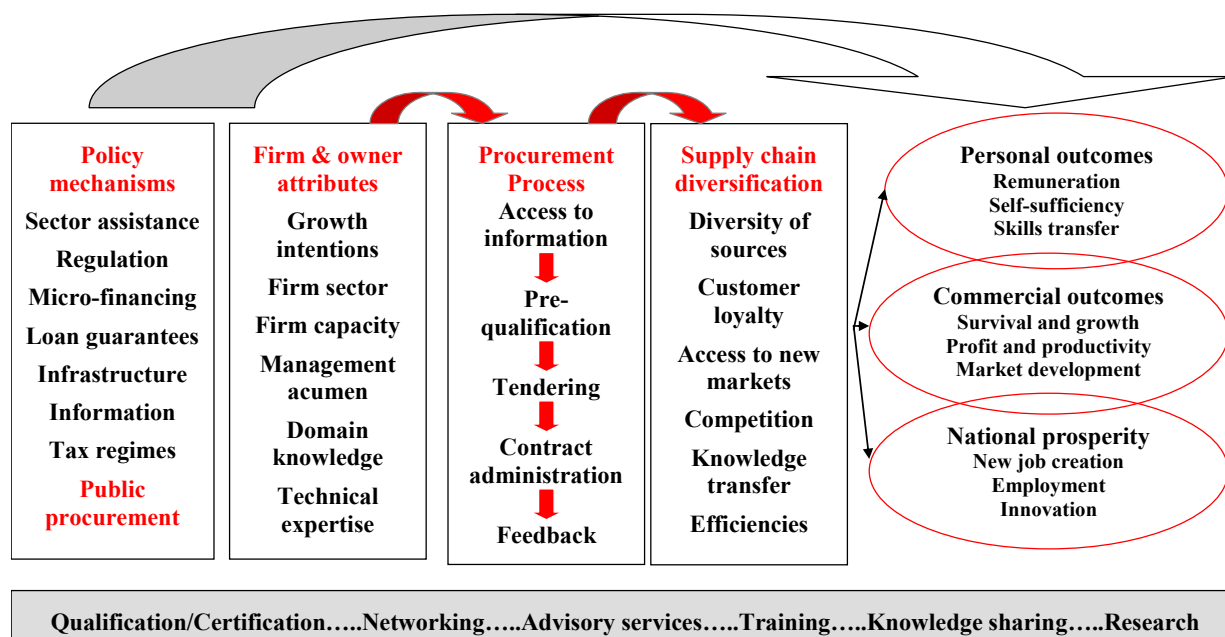 Policy
mechanisms
Sector assistance
Regulation
Micro-financing
Loan guarantees
Infrastructure
Information
Tax regimes
Public
procurement
Firm & owner
attributes
Growth
intentions
Firm sector
Firm capacity
Management
acumen
Domain
knowledge
Technical
expertise
Procurement
Process
Access to
information
Pre-
qualification
Tendering
Contract
administration
Feedback
Supply chain
diversification
Diversity of
sources
Customer
loyalty
Access to new
markets
Competition
Knowledge
transfer
Efficiencies
Personal outcomes
Remuneration
Self-sufficiency
Skills transfer
Commercial outcomes
Survival and growth
Profit and productivity
Market development
National prosperity
New job creation
Employment
Innovation
Qualification/Certification…..Networking…..Advisory services…..Training…..Knowledge sharing…..Research